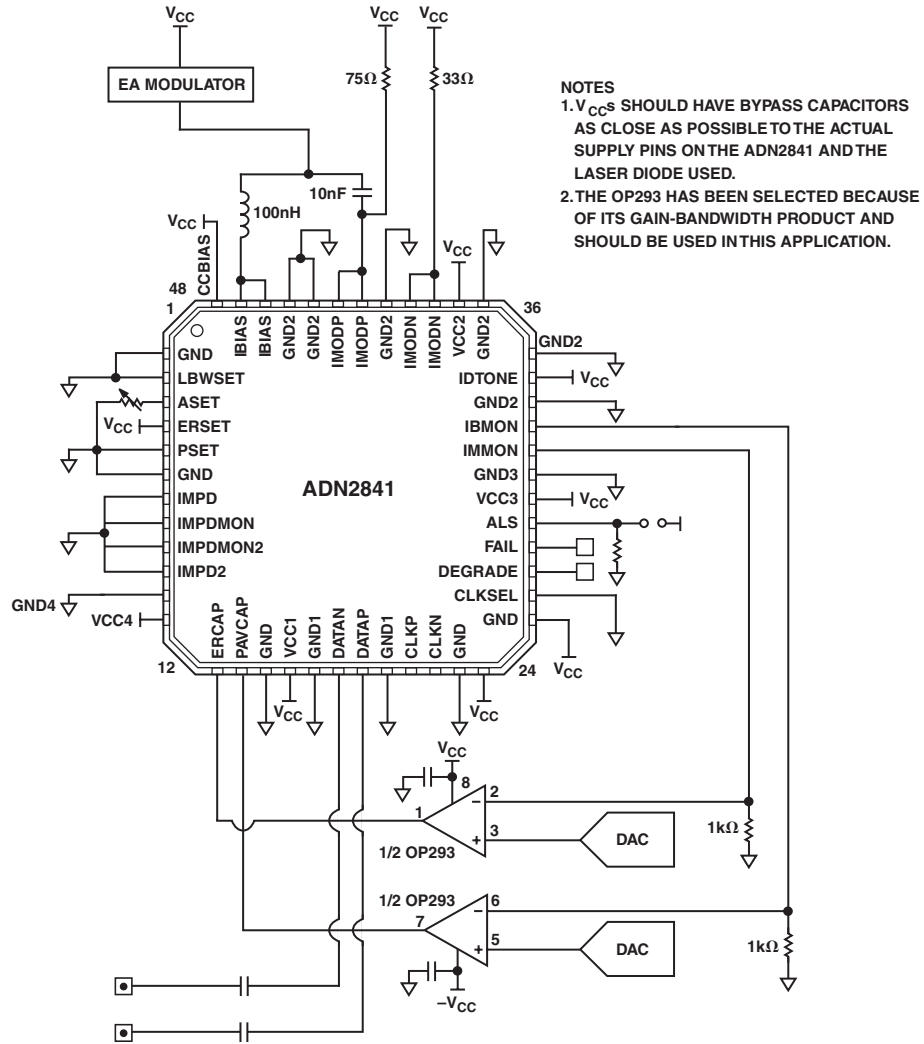 VCC
VCC
VCC
EA MODULATOR
75Ω
33Ω
NOTES
1. VCCs SHOULD HAVE BYPASS CAPACITORS
AS CLOSE AS POSSIBLE TO THE ACTUAL
SUPPLY PINS ON THE ADN2841 AND THE
LASER DIODE USED.
2. THE OP293 HAS BEEN SELECTED BECAUSE
OF ITS GAIN-BANDWIDTH PRODUCT AND
SHOULD BE USED IN THIS APPLICATION.
10nF
100nH
VCC
VCC
CCBIAS
48
1
36
IBIAS
IBIAS
GND2
GND2
IMODP
IMODP
GND2
IMODN
IMODN
VCC2
GND2
GND
LBWSET
ASET
VCC
ERSET
PSET
GND
IMPD
IMPDMON
IMPDMON2
IMPD2
GND4
VCC4
ADN2841
GND2
IDTONE
VCC
GND2
IBMON
IMMON
GND3
VCC3
VCC
ALS
FAIL
DEGRADE
CLKSEL
GND
VCC
12
24
ERCAP
PAVCAP
GND
VCC1
GND1
DATAN
DATAP
GND1
CLKP
CLKN
GND
VCC
VCC
VCC
8
1
2
3
1/2 OP293
DAC
1kΩ
1/2 OP293
7
6
5
DAC
1kΩ
–VCC